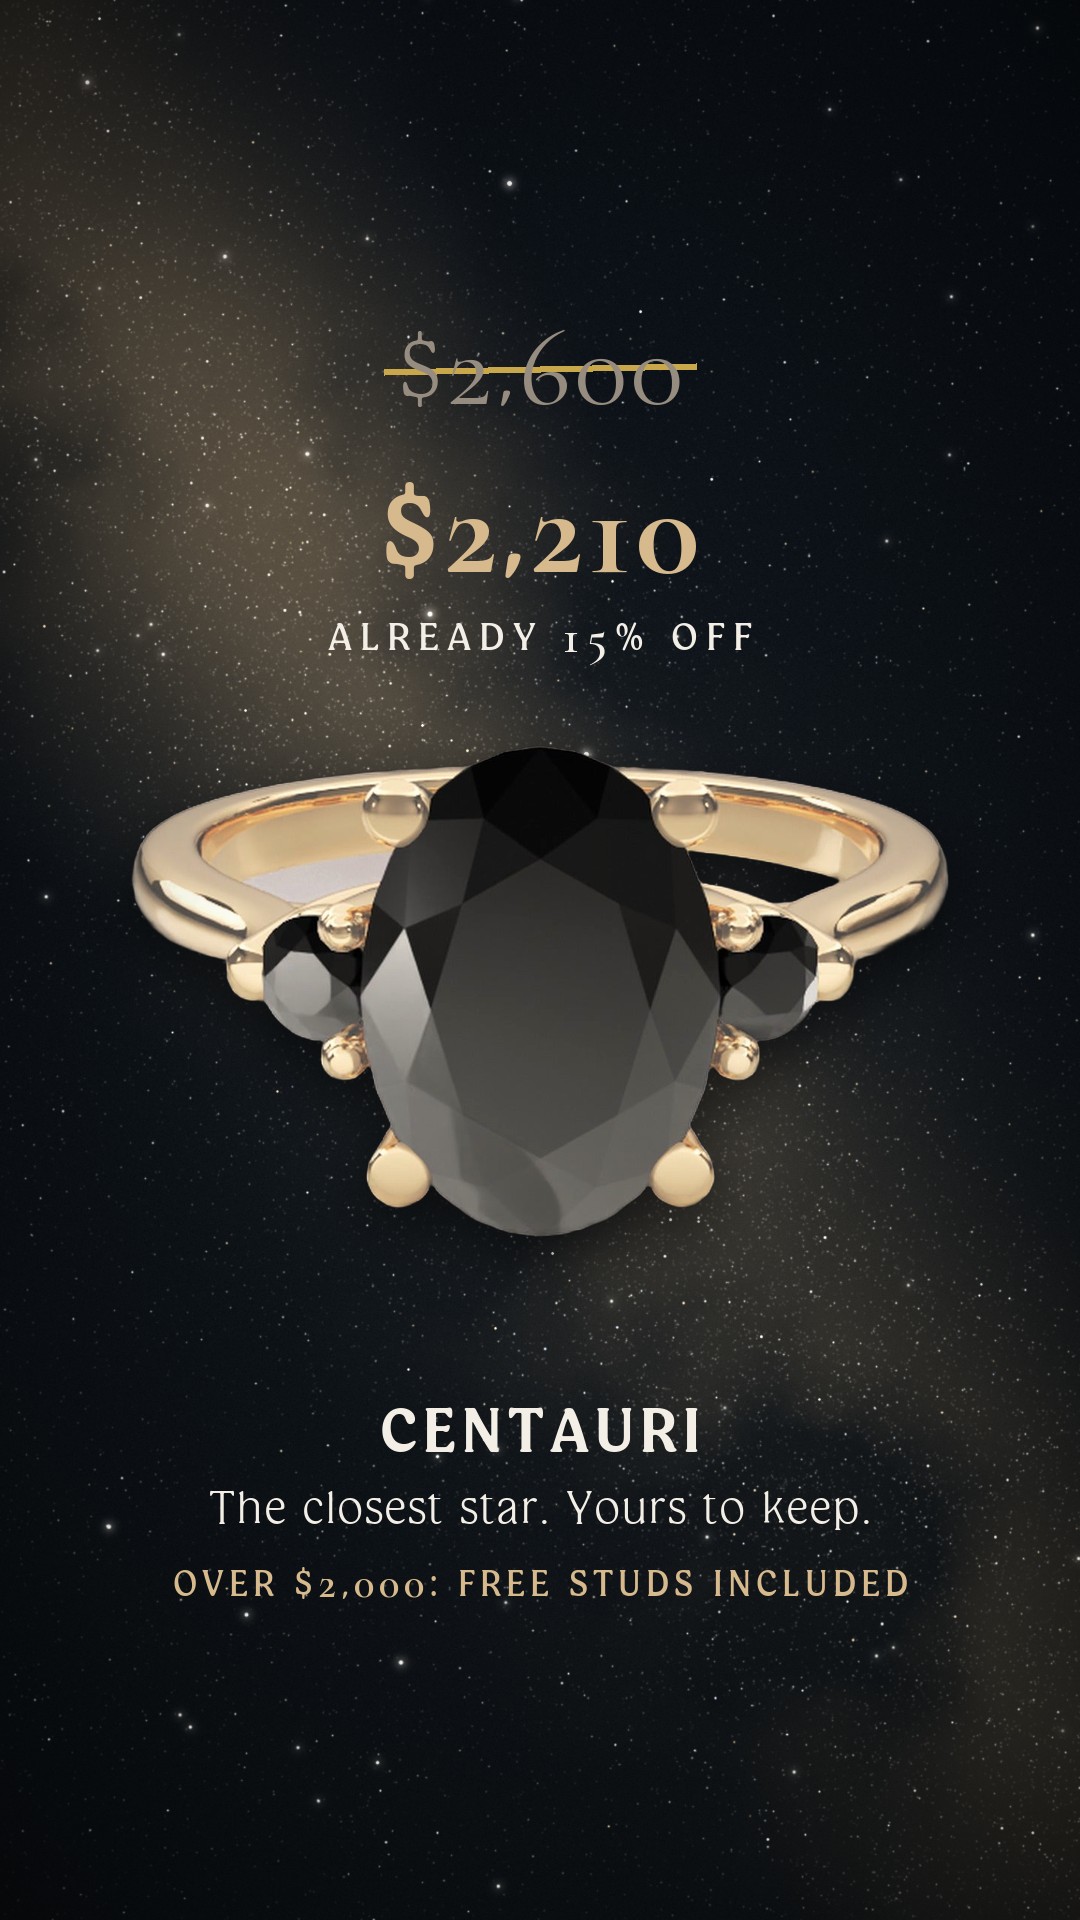 $2,600
$2,210
ALREADY 15% OFF
CENTAURI
The closest star. Yours to keep.
OVER $2,000: FREE STUDS INCLUDED